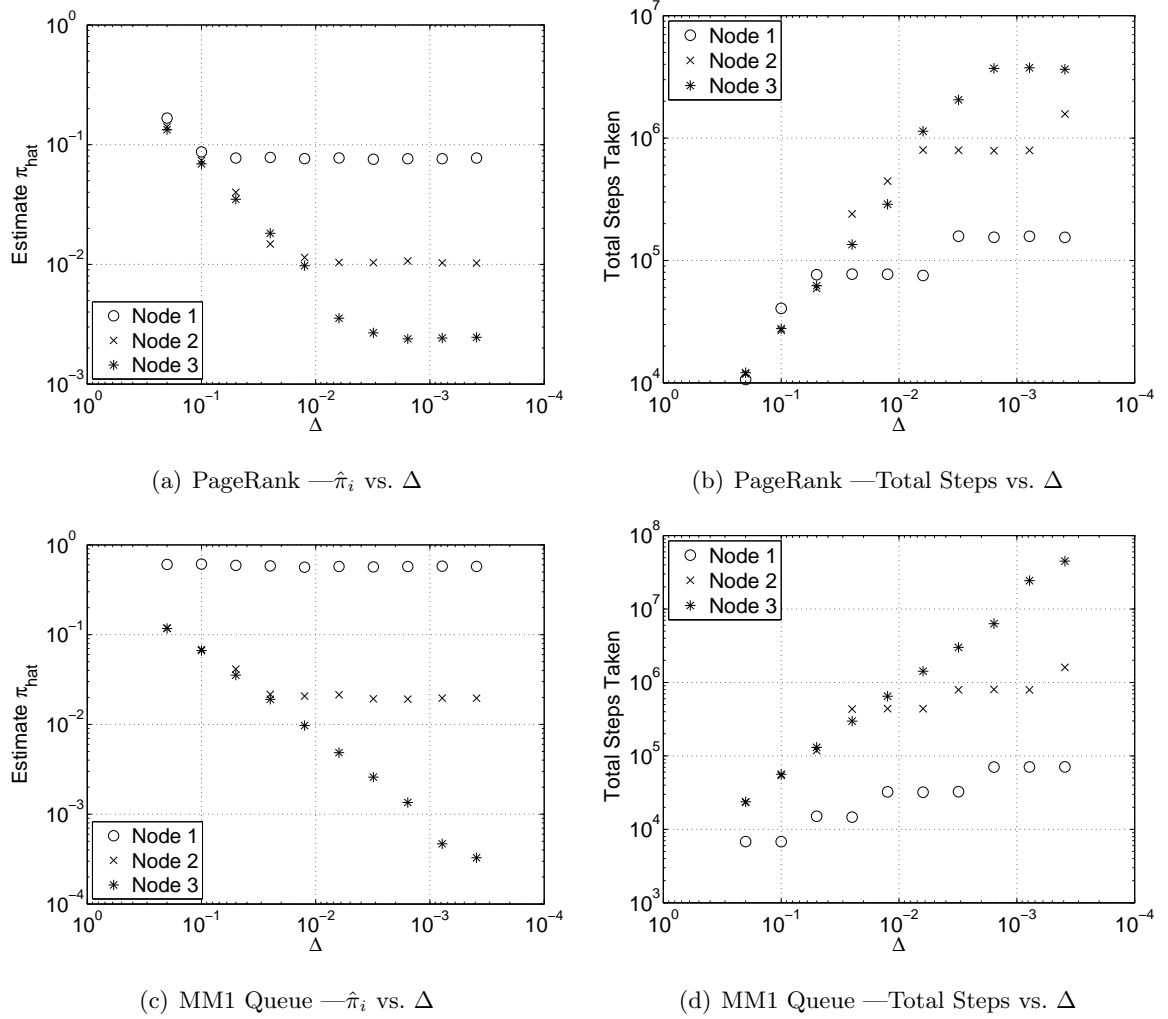 10^0
10^-1
10^-2
10^-3
Estimate π_hat
Node 1
Node 2
Node 3
10^0 10^-1 10^-2 10^-3 10^-4
Δ
(a) PageRank —π̂_i vs. Δ
10^7
10^6
10^5
10^4
Total Steps Taken
Node 1
Node 2
Node 3
10^0 10^-1 10^-2 10^-3 10^-4
Δ
(b) PageRank —Total Steps vs. Δ
10^0
10^-1
10^-2
10^-3
10^-4
Estimate π_hat
Node 1
Node 2
Node 3
10^0 10^-1 10^-2 10^-3 10^-4
Δ
(c) MM1 Queue —π̂_i vs. Δ
10^8
10^7
10^6
10^5
10^4
10^3
Total Steps Taken
Node 1
Node 2
Node 3
10^0 10^-1 10^-2 10^-3 10^-4
Δ
(d) MM1 Queue —Total Steps vs. Δ